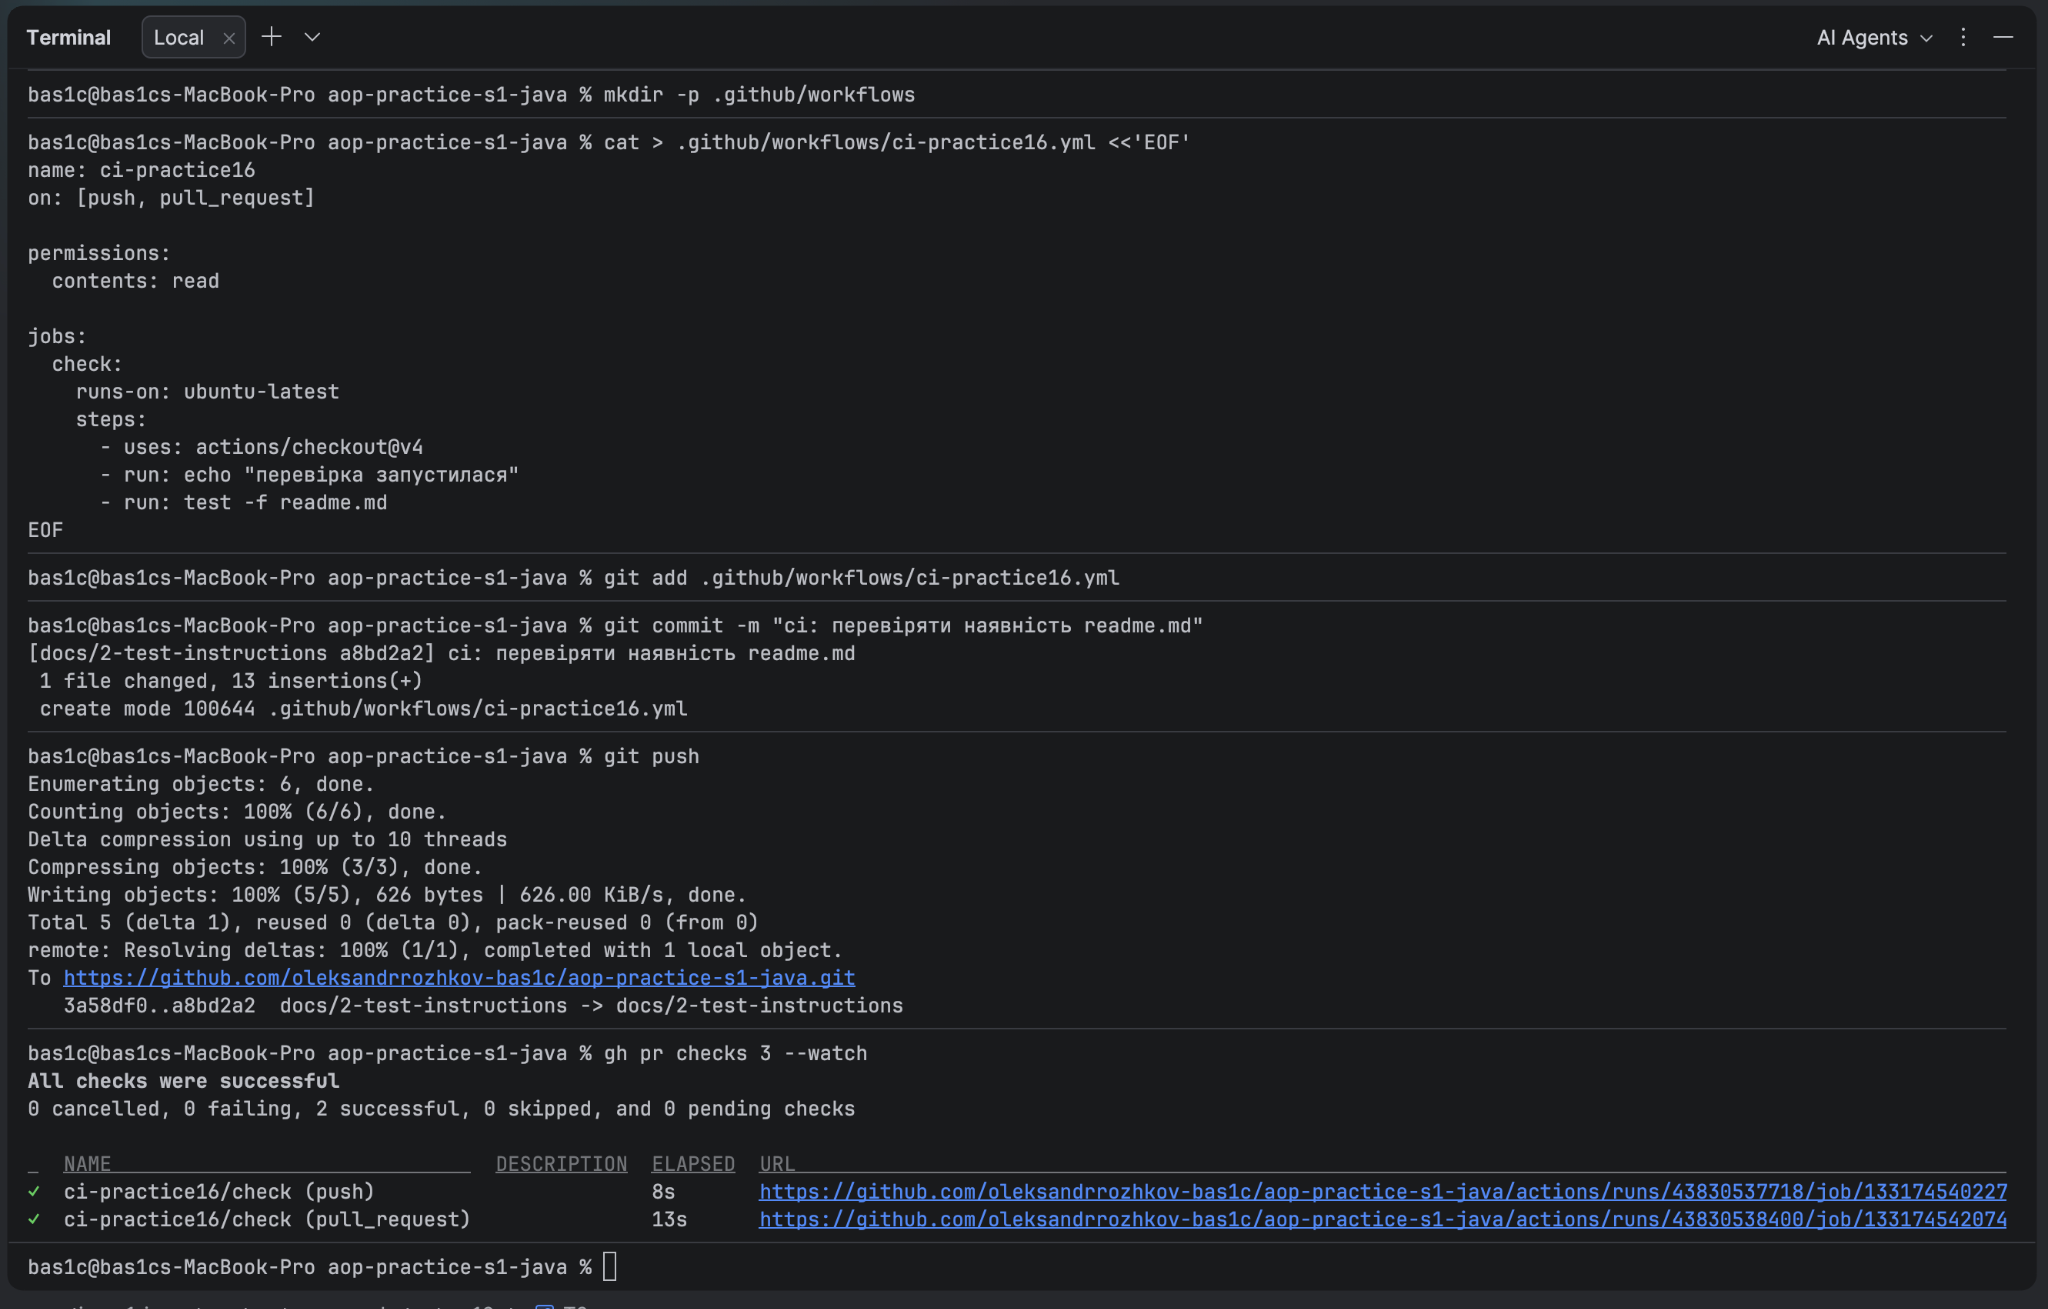 Terminal Local AI Agents
bas1c@bas1cs-MacBook-Pro aop-practice-s1-java % mkdir -p .github/workflows
bas1c@bas1cs-MacBook-Pro aop-practice-s1-java % cat > .github/workflows/ci-practice16.yml <<'EOF'
name: ci-practice16
on: [push, pull_request]
permissions:
  contents: read
jobs:
  check:
    runs-on: ubuntu-latest
    steps:
      - uses: actions/checkout@v4
      - run: echo "перевірка запустилася"
      - run: test -f readme.md
EOF
bas1c@bas1cs-MacBook-Pro aop-practice-s1-java % git add .github/workflows/ci-practice16.yml
bas1c@bas1cs-MacBook-Pro aop-practice-s1-java % git commit -m "ci: перевіряти наявність readme.md"
[docs/2-test-instructions a8bd2a2] ci: перевіряти наявність readme.md
 1 file changed, 13 insertions(+)
 create mode 100644 .github/workflows/ci-practice16.yml
bas1c@bas1cs-MacBook-Pro aop-practice-s1-java % git push
Enumerating objects: 6, done.
Counting objects: 100% (6/6), done.
Delta compression using up to 10 threads
Compressing objects: 100% (3/3), done.
Writing objects: 100% (5/5), 626 bytes | 626.00 KiB/s, done.
Total 5 (delta 1), reused 0 (delta 0), pack-reused 0 (from 0)
remote: Resolving deltas: 100% (1/1), completed with 1 local object.
To https://github.com/oleksandrrozhkov-bas1c/aop-practice-s1-java.git
   3a58df0..a8bd2a2  docs/2-test-instructions -> docs/2-test-instructions
bas1c@bas1cs-MacBook-Pro aop-practice-s1-java % gh pr checks 3 --watch
All checks were successful
0 cancelled, 0 failing, 2 successful, 0 skipped, and 0 pending checks
NAME DESCRIPTION ELAPSED URL
✓ ci-practice16/check (push) 8s https://github.com/oleksandrrozhkov-bas1c/aop-practice-s1-java/actions/runs/43830537718/job/133174540227
✓ ci-practice16/check (pull_request) 13s https://github.com/oleksandrrozhkov-bas1c/aop-practice-s1-java/actions/runs/43830538400/job/133174542074
bas1c@bas1cs-MacBook-Pro aop-practice-s1-java %